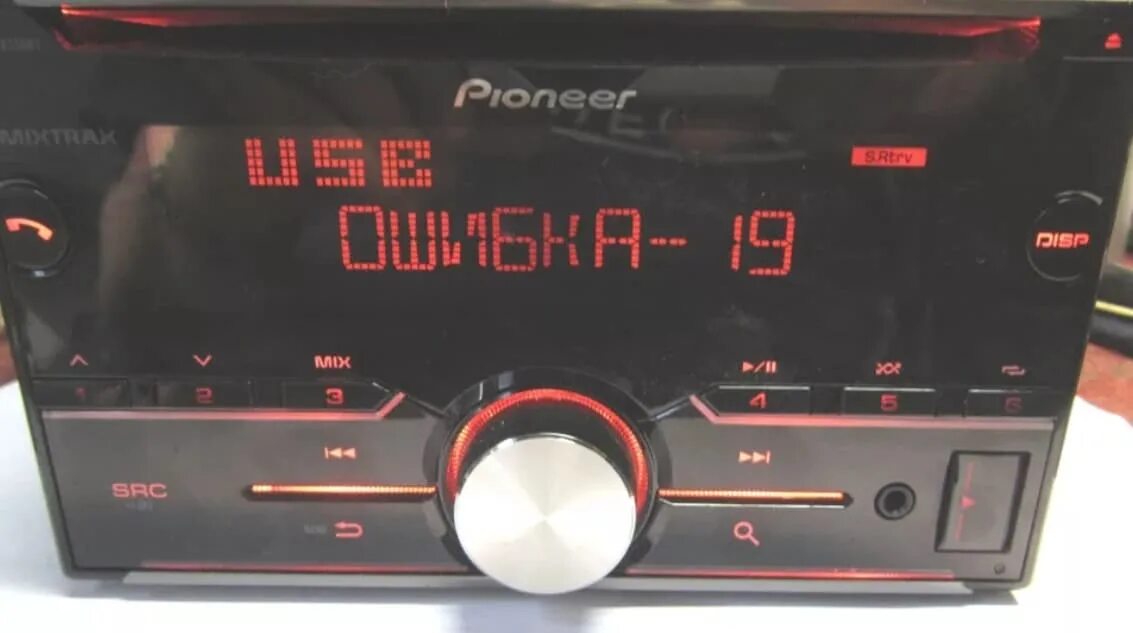 Pioneer
MIXTRAX
USB
S.Rtrv
ОШИБКА-19
DISP
MIX
1 2 3 4 5 6
SRC